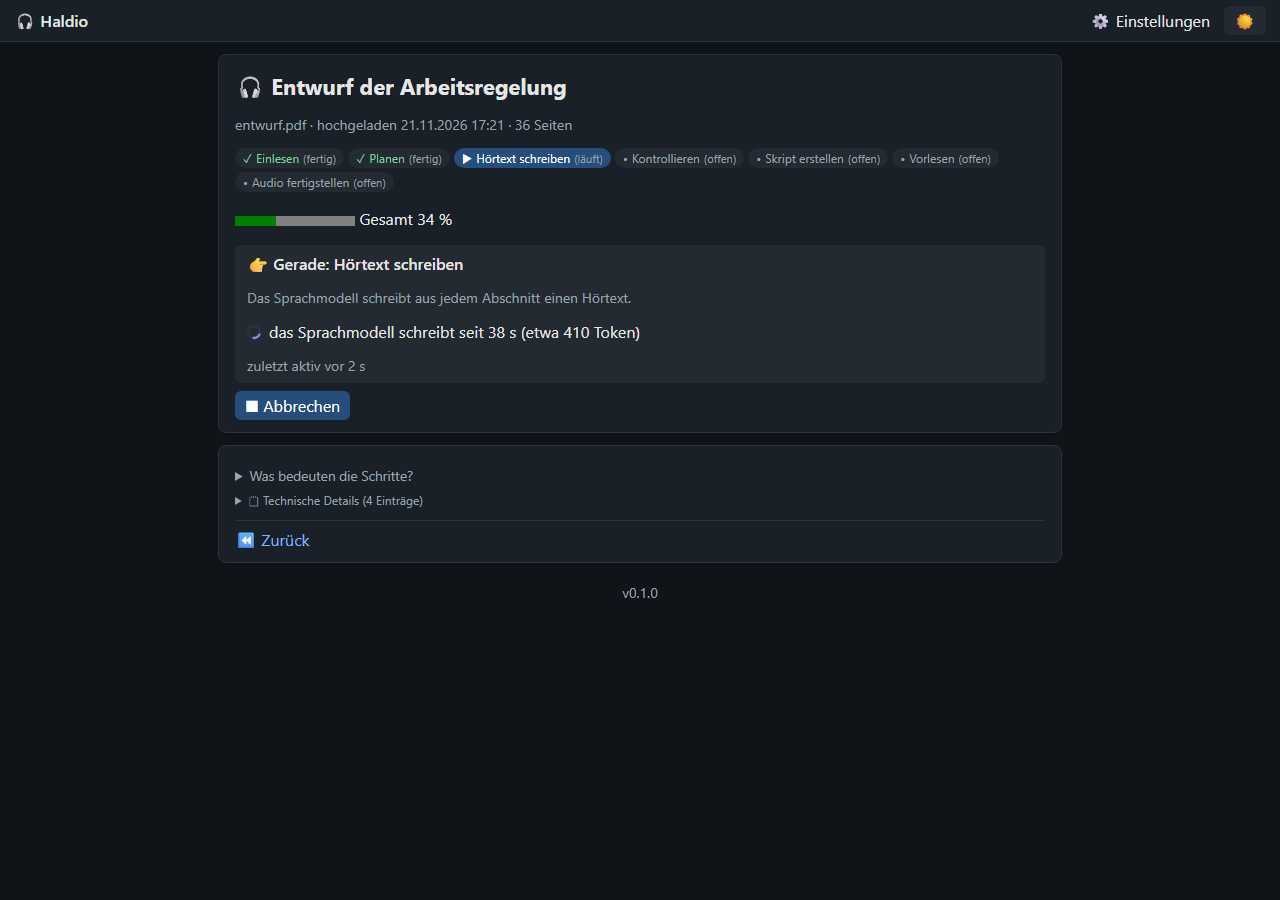 Haldio
Einstellungen
Entwurf der Arbeitsregelung
entwurf.pdf · hochgeladen 21.11.2026 17:21 · 36 Seiten
✓ Einlesen (fertig) ✓ Planen (fertig) ▶ Hörtext schreiben (läuft) • Kontrollieren (offen) • Skript erstellen (offen) • Vorlesen (offen)
• Audio fertigstellen (offen)
Gesamt 34 %
Gerade: Hörtext schreiben
Das Sprachmodell schreibt aus jedem Abschnitt einen Hörtext.
das Sprachmodell schreibt seit 38 s (etwa 410 Token)
zuletzt aktiv vor 2 s
Abbrechen
Was bedeuten die Schritte?
Technische Details (4 Einträge)
Zurück
v0.1.0